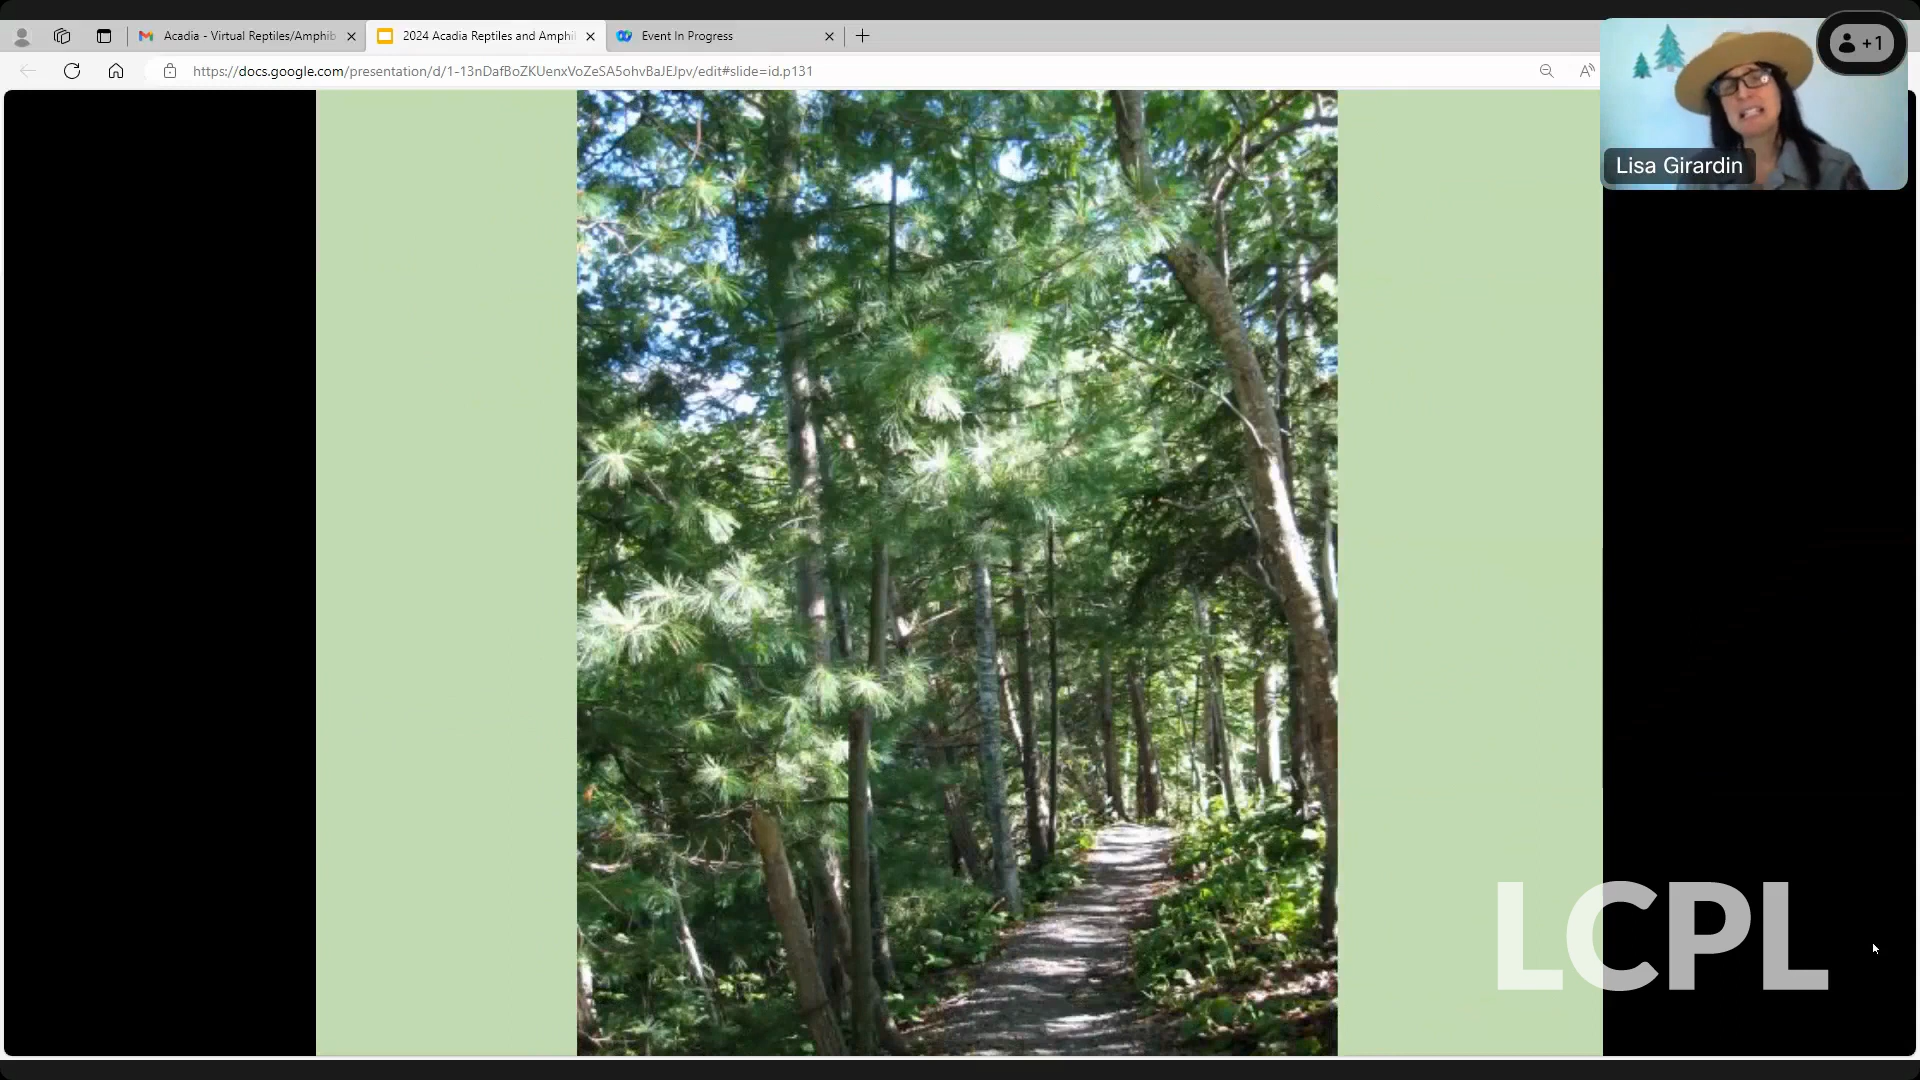 Acadia - Virtual Reptiles/Amphib
2024 Acadia Reptiles and Amphi
Event In Progress
+1
https://docs.google.com/presentation/d/1-13nDafBoZKUenxVoZeSA5ohvBaJEJpv/edit#slide=id.p131
Lisa Girardin
LCPL